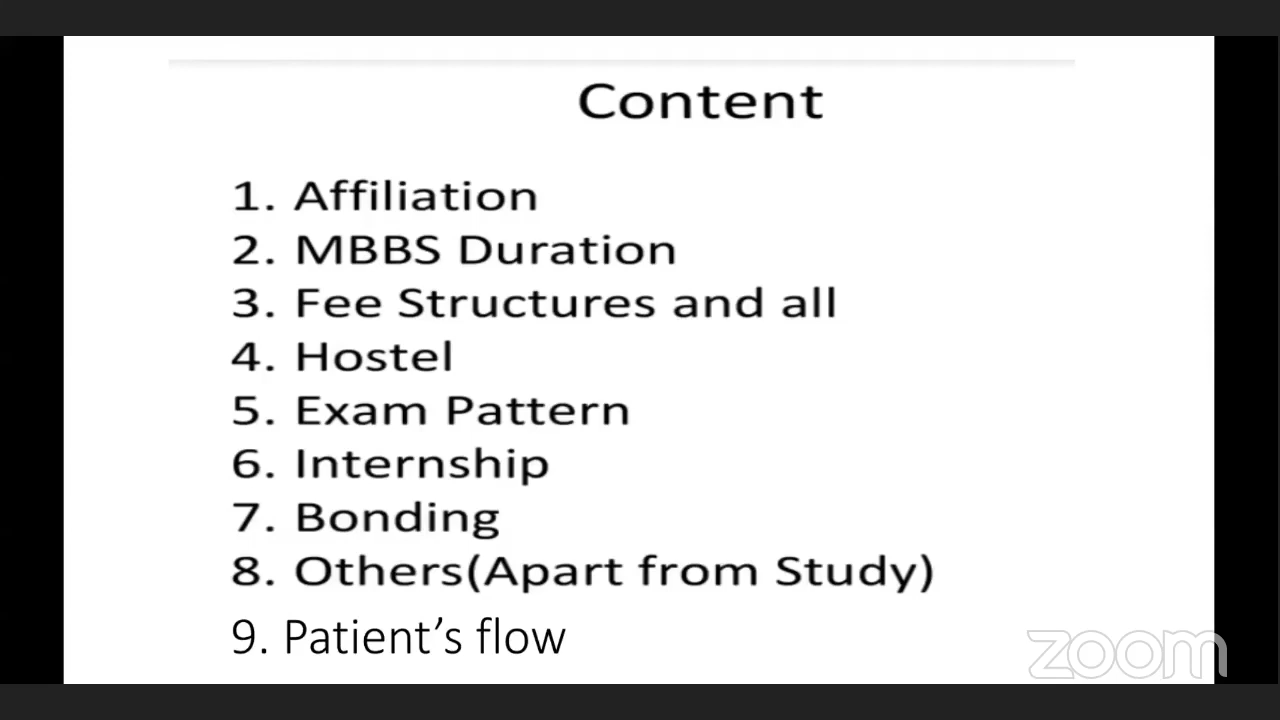 Content
1. Affiliation
2. MBBS Duration
3. Fee Structures and all
4. Hostel
5. Exam Pattern
6. Internship
7. Bonding
8. Others(Apart from Study)
9. Patient's flow
zoom